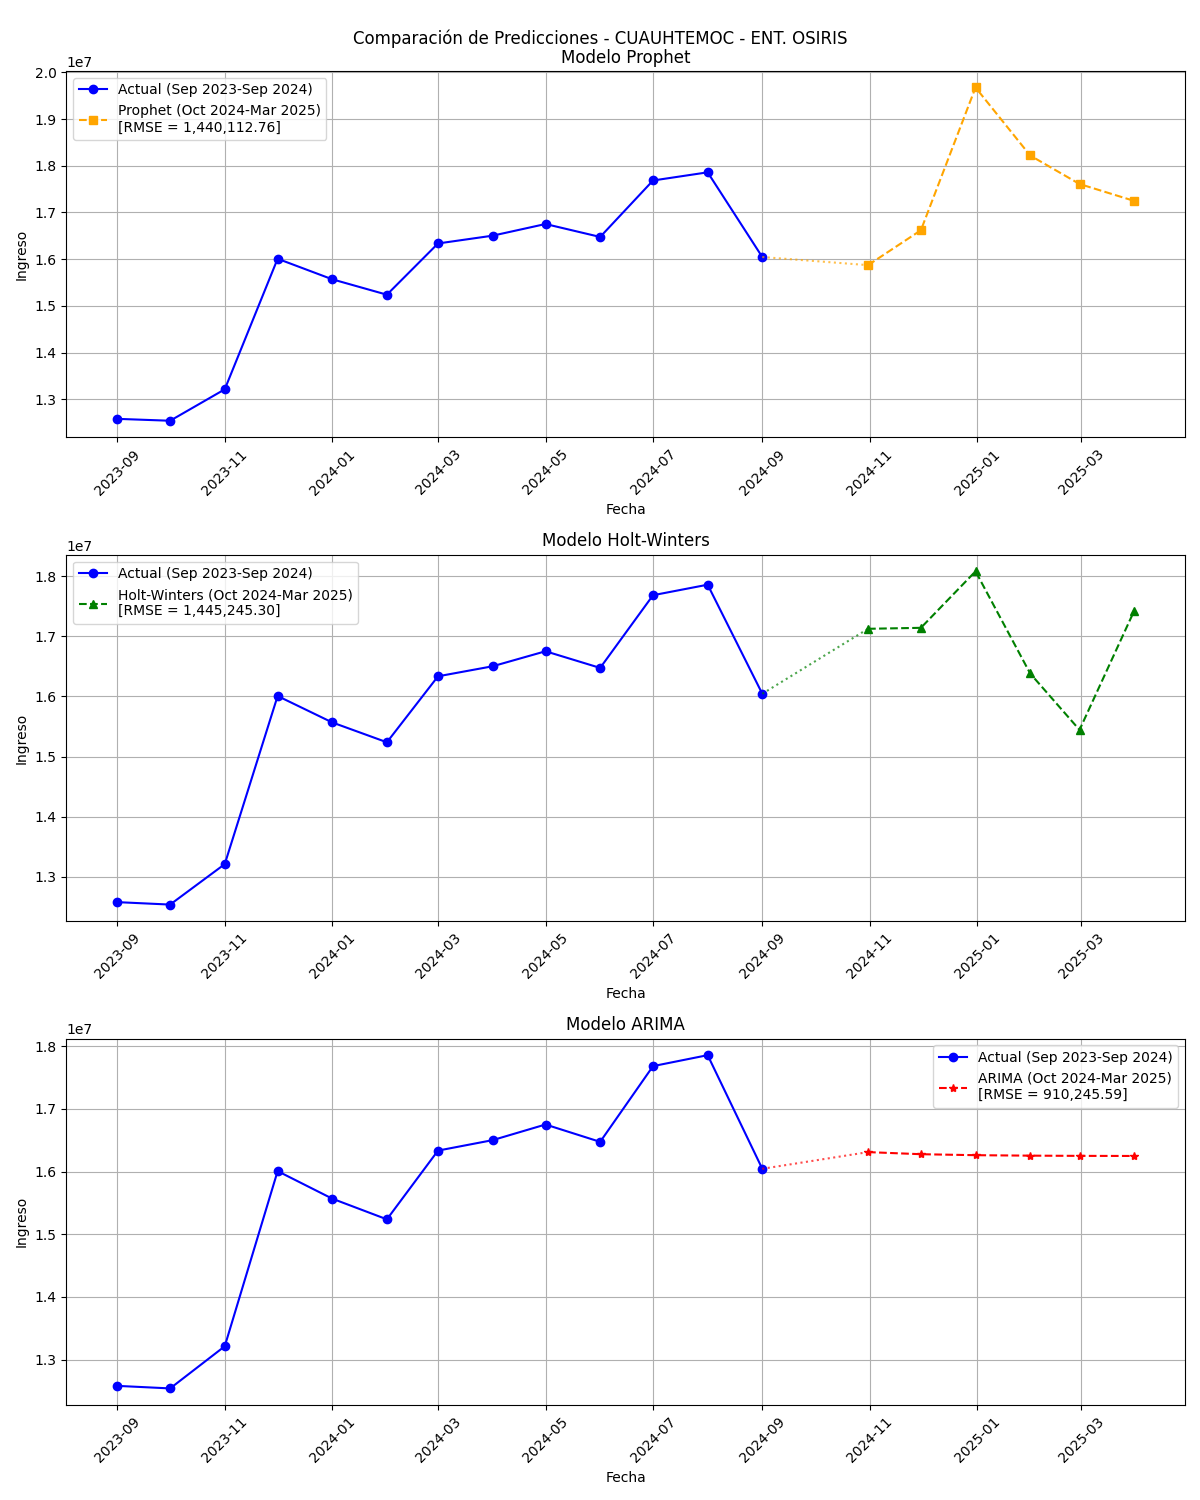 Comparación de Predicciones - CUAUHTEMOC - ENT. OSIRIS
Modelo Prophet
1e7
Actual (Sep 2023-Sep 2024)
Prophet (Oct 2024-Mar 2025)
[RMSE = 1,440,112.76]
2.0
1.9
1.8
1.7
1.6
1.5
1.4
1.3
Ingreso
2023-09
2023-11
2024-01
2024-03
2024-05
2024-07
2024-09
2024-11
2025-01
2025-03
Fecha
Modelo Holt-Winters
1e7
Actual (Sep 2023-Sep 2024)
Holt-Winters (Oct 2024-Mar 2025)
[RMSE = 1,445,245.30]
1.8
1.7
1.6
1.5
1.4
1.3
Ingreso
2023-09
2023-11
2024-01
2024-03
2024-05
2024-07
2024-09
2024-11
2025-01
2025-03
Fecha
Modelo ARIMA
1e7
Actual (Sep 2023-Sep 2024)
ARIMA (Oct 2024-Mar 2025)
[RMSE = 910,245.59]
1.8
1.7
1.6
1.5
1.4
1.3
Ingreso
2023-09
2023-11
2024-01
2024-03
2024-05
2024-07
2024-09
2024-11
2025-01
2025-03
Fecha